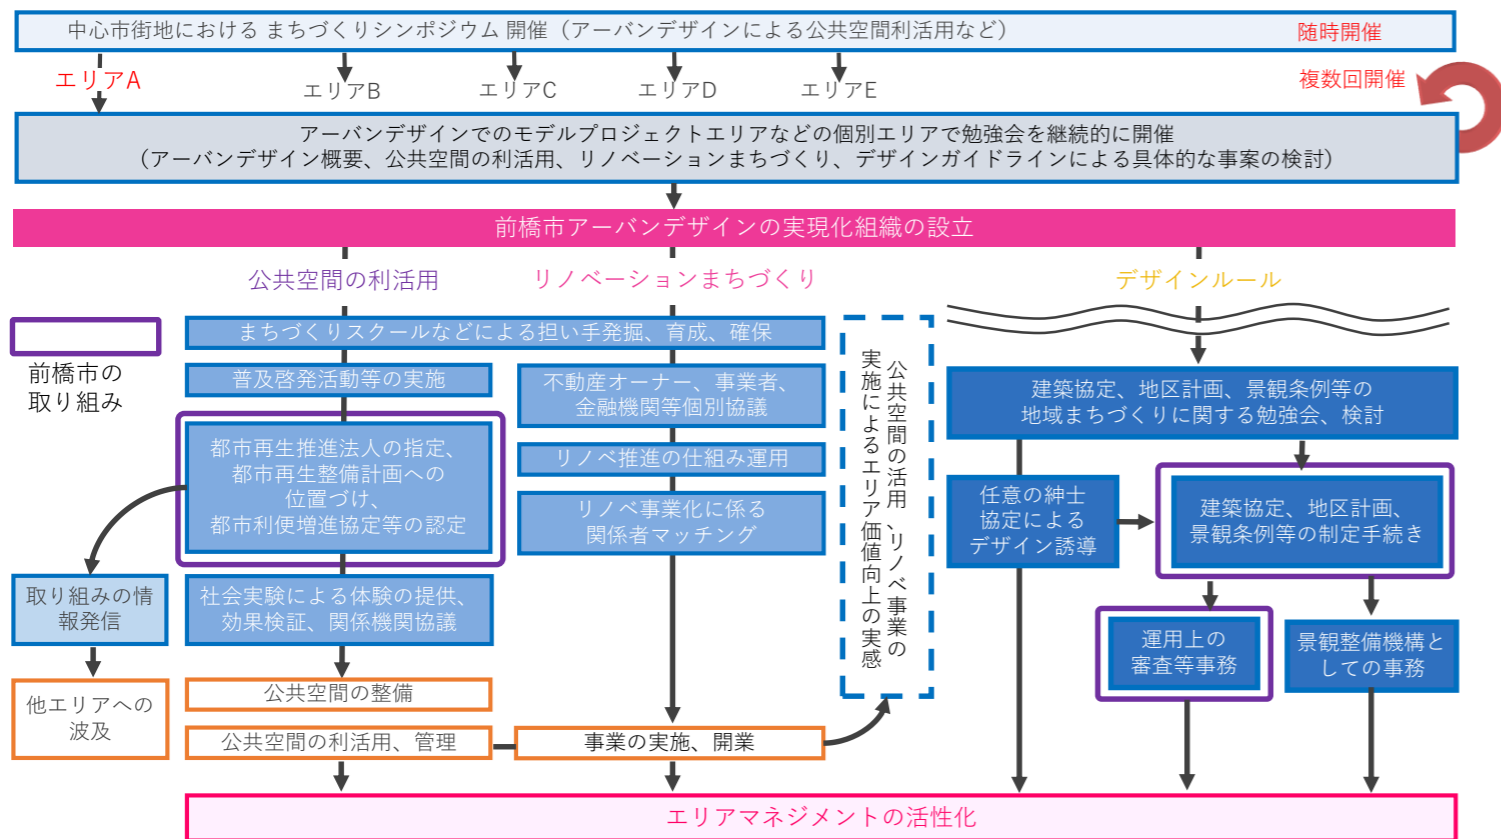 中心市街地における まちづくりシンポジウム 開催（アーバンデザインによる公共空間利活用など）
随時開催
エリアA
エリアB
エリアC
エリアD
エリアE
複数回開催
アーバンデザインでのモデルプロジェクトエリアなどの個別エリアで勉強会を継続的に開催
（アーバンデザイン概要、公共空間の利活用、リノベーションまちづくり、デザインガイドラインによる具体的な事案の検討）
前橋市アーバンデザインの実現化組織の設立
公共空間の利活用
リノベーションまちづくり
デザインルール
前橋市の
取り組み
まちづくりスクールなどによる担い手発掘、育成、確保
普及啓発活動等の実施
都市再生推進法人の指定、
都市再生整備計画への
位置づけ、
都市利便増進協定等の認定
取り組みの情
報発信
他エリアへの
波及
社会実験による体験の提供、
効果検証、関係機関協議
公共空間の整備
公共空間の利活用、管理
不動産オーナー、事業者、
金融機関等個別協議
リノベ推進の仕組み運用
リノベ事業化に係る
関係者マッチング
事業の実施、開業
公共空間の活用、リノベ事業の
実施によるエリア価値向上の実感
建築協定、地区計画、景観条例等の
地域まちづくりに関する勉強会、検討
任意の紳士
協定による
デザイン誘導
建築協定、地区計画、
景観条例等の制定手続き
運用上の
審査等事務
景観整備機構と
しての事務
エリアマネジメントの活性化